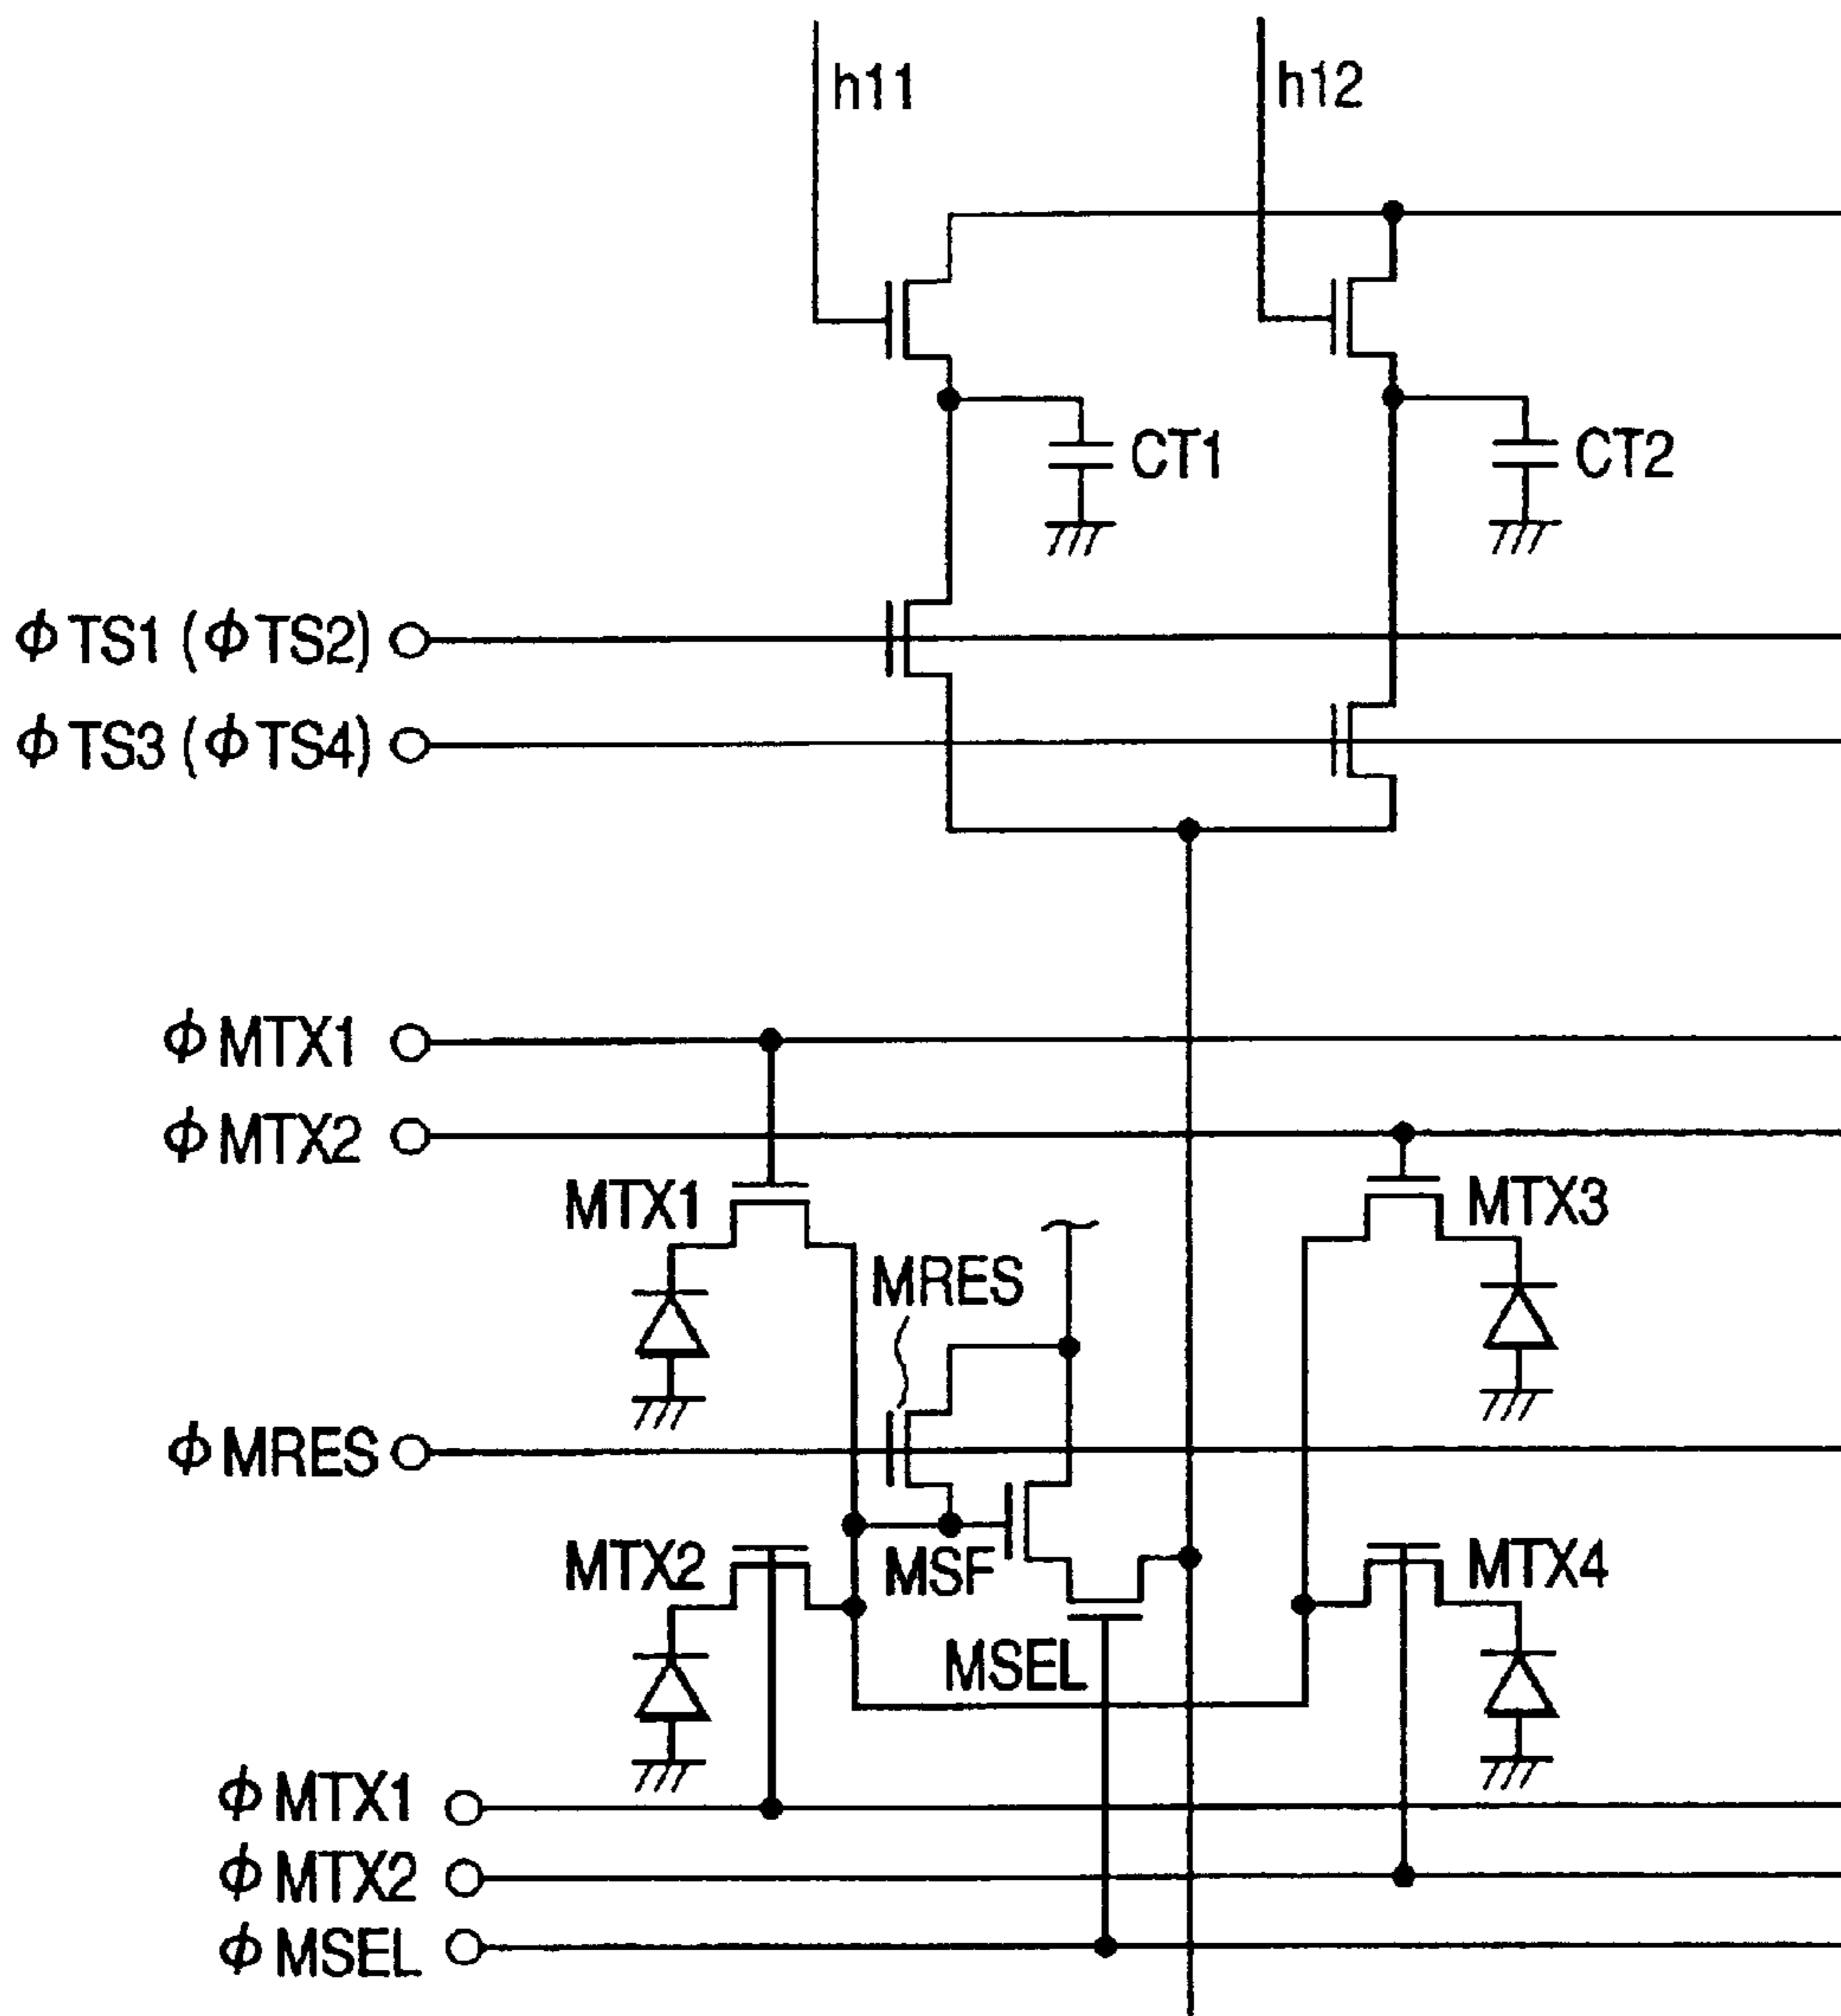 h11
h12
CT1
CT2
ϕTS1 (ϕTS2)
ϕTS3 (ϕTS4)
ϕMTX1
ϕMTX2
MTX1
MTX3
MRES
ϕMRES
MTX2
MSF
MTX4
MSEL
ϕMTX1
ϕMTX2
ϕMSEL